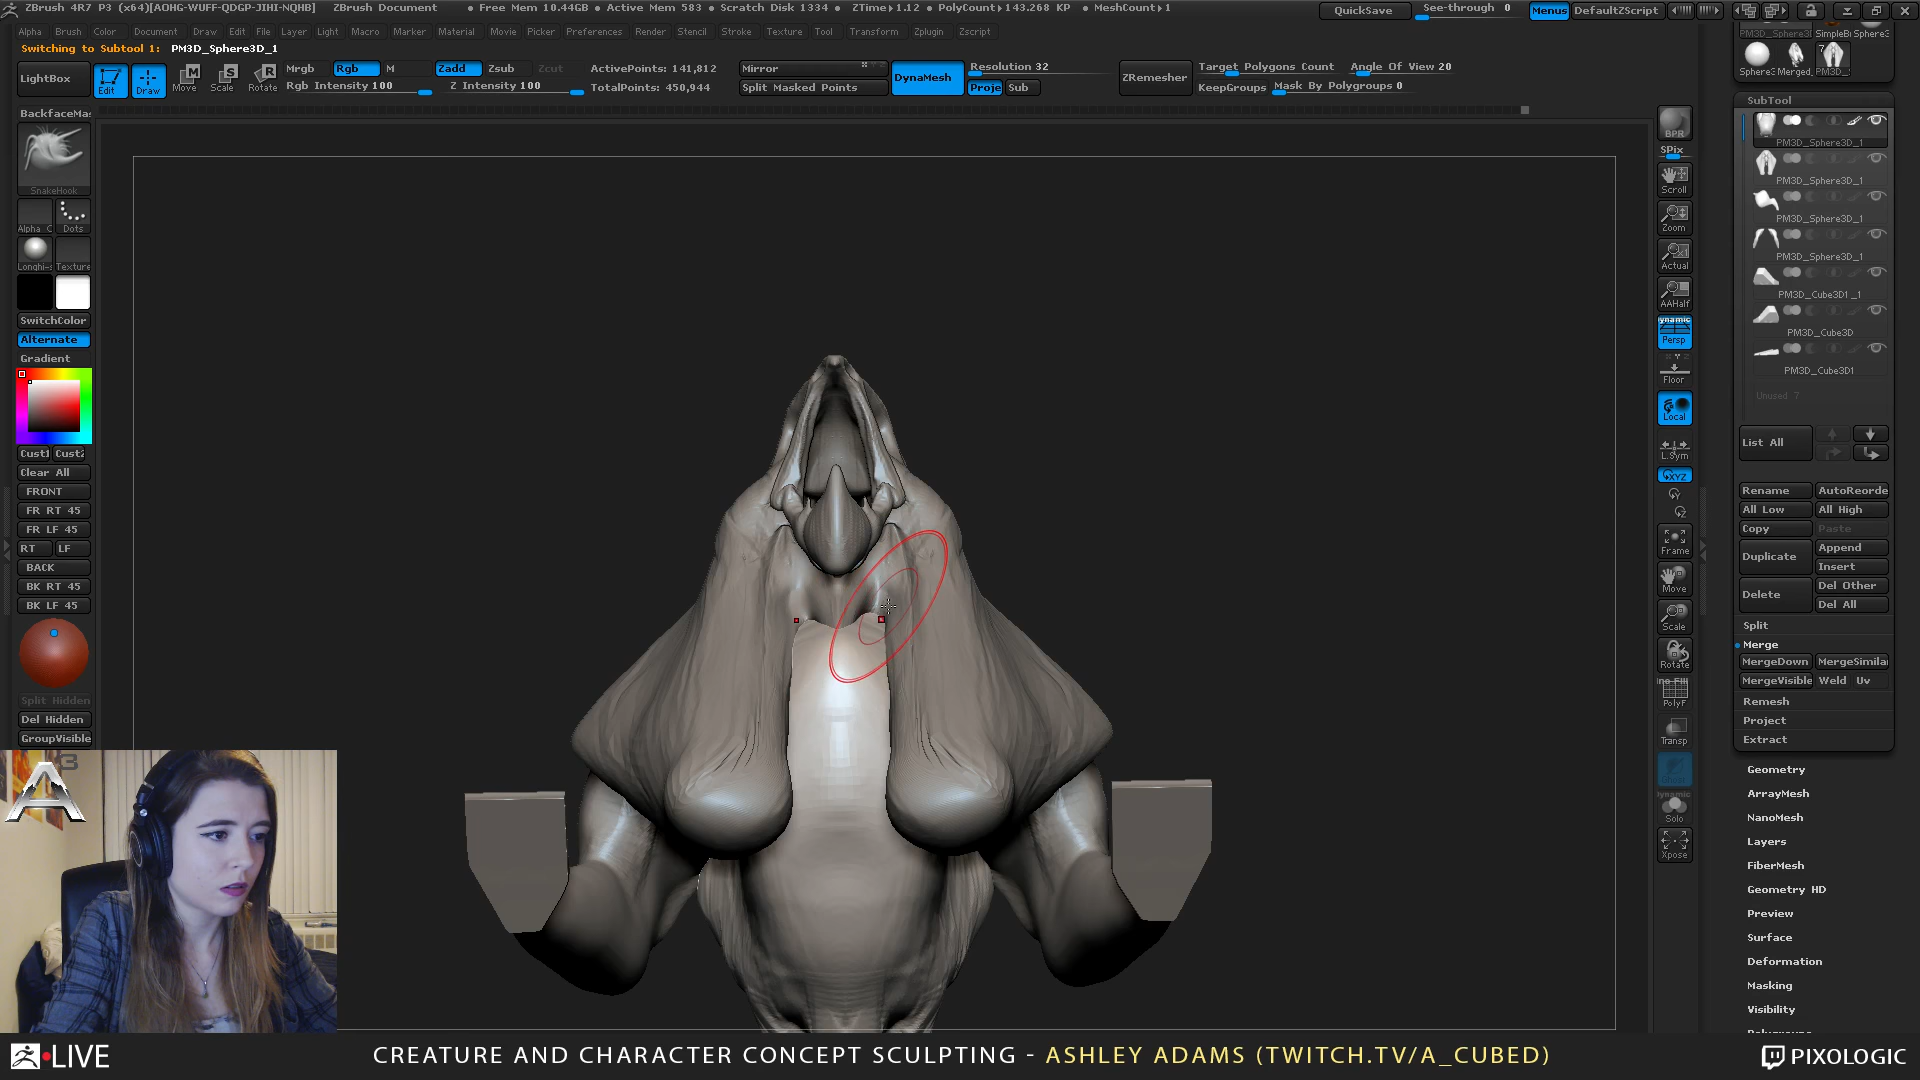 ZBrush 4R7 P3 (x64)[AOHG-WUFF-QDGP-JIHI-NQHB] ZBrush Document • Free Mem 10.44GB • Active Mem 583 • Scratch Disk 1334 • ZTime▸1.12 • PolyCount▸143.268 KP • MeshCount▸1 QuickSave See-through 0 Menus DefaultZScript
Alpha Brush Color Document Draw Edit File Layer Light Macro Marker Material Movie Picker Preferences Render Stencil Stroke Texture Tool Transform Zplugin Zscript
Switching to Subtool 1: PM3D_Sphere3D_1
LightBox
Edit Draw Move Scale Rotate
Mrgb Rgb M
Rgb Intensity 100
Zadd Zsub Zcut
Z Intensity 100
ActivePoints: 141,812
TotalPoints: 450,944
Mirror
Split Masked Points
DynaMesh
Resolution 32
Proje Sub
ZRemesher
Target Polygons Count
KeepGroups
Angle Of View 20
Mask By Polygroups 0
BackfaceMa
SnakeHook
Alpha Dots
Texture
SwitchColor
Alternate
Gradient
Cust1 Cust2
Clear All
FRONT
FR RT 45
FR LF 45
RT LF
BACK
BK RT 45
BK LF 45
Split Hidden
Del Hidden
GroupVisible
BPR
SPix
Scroll
Zoom
Actual
AAHalf
Persp
Floor
Local
L.Sym
Frame
Move
Scale
Rotate
PolyF
Transp
Solo
Xpose
SubTool
PM3D_Sphere3D_1
PM3D_Sphere3D_1
PM3D_Sphere3D_1
PM3D_Sphere3D_1
PM3D_Cube3D1_1
PM3D_Cube3D
PM3D_Cube3D1
Unused 7
List All
Rename AutoReorde
All Low All High
Copy Paste
Duplicate Append
Insert
Delete Del Other
Del All
Split
Merge
MergeDown MergeSimila
MergeVisible Weld Uv
Remesh
Project
Extract
Geometry
ArrayMesh
NanoMesh
Layers
FiberMesh
Geometry HD
Preview
Surface
Deformation
Masking
Visibility
LIVE
CREATURE AND CHARACTER CONCEPT SCULPTING - ASHLEY ADAMS (TWITCH.TV/A_CUBED)
PIXOLOGIC